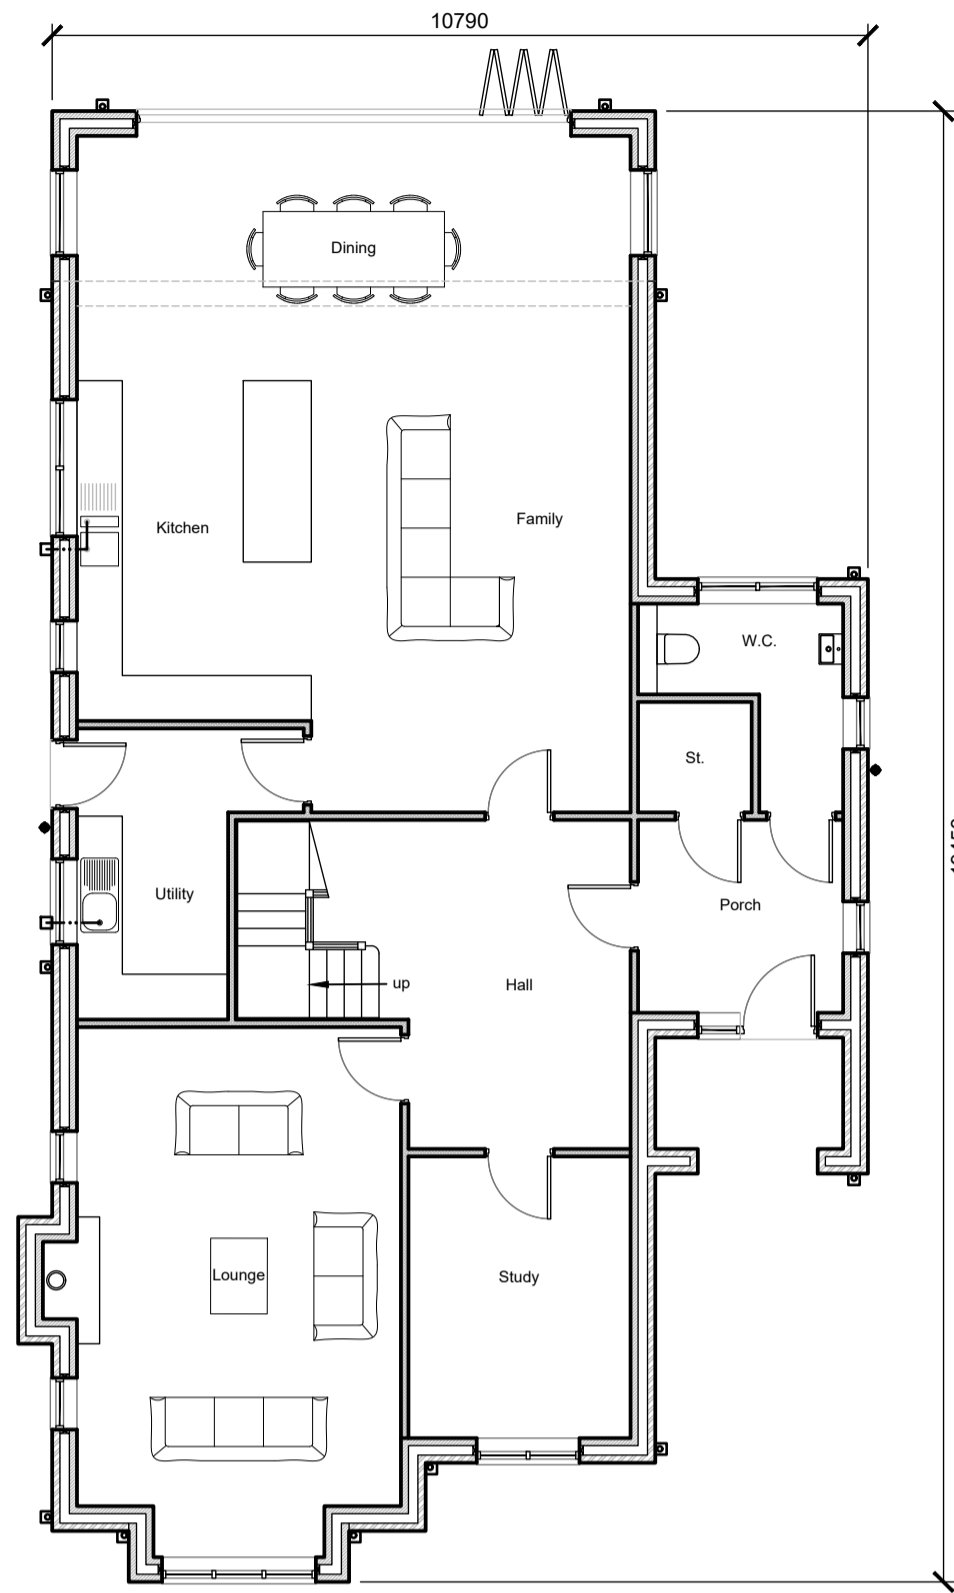 10790
Dining
Kitchen
Family
W.C.
St.
Utility
Porch
Hall
up
Lounge
Study